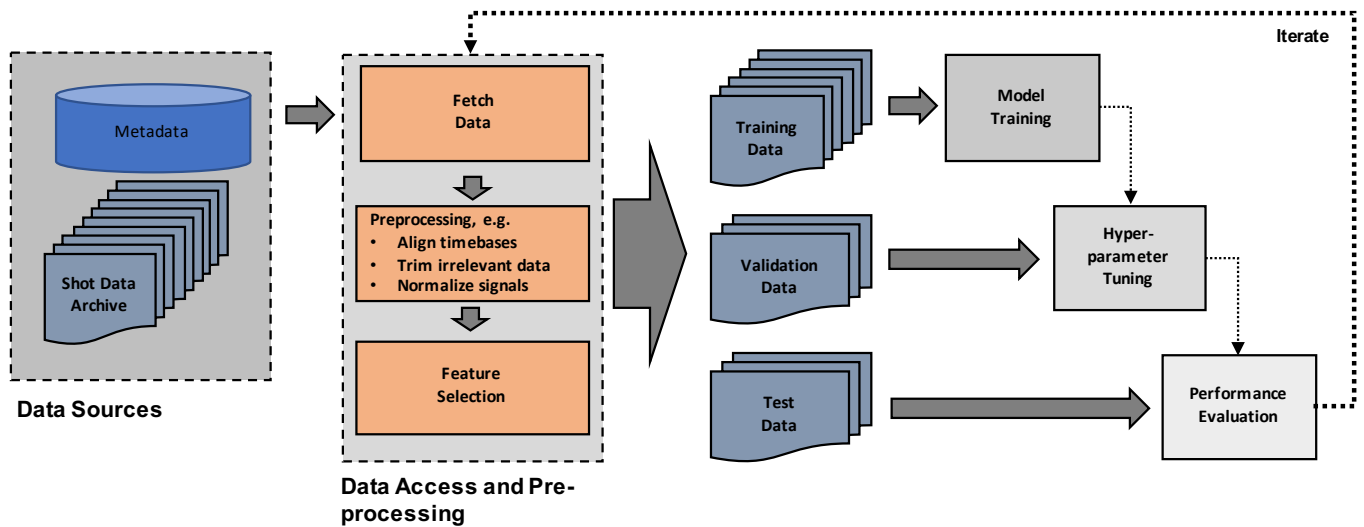 Iterate
Metadata
Shot Data
Archive
Data Sources
Fetch
Data
Preprocessing, e.g.
• Align timebases
• Trim irrelevant data
• Normalize signals
Feature
Selection
Data Access and Pre-
processing
Training
Data
Model
Training
Validation
Data
Hyper-
parameter
Tuning
Test
Data
Performance
Evaluation